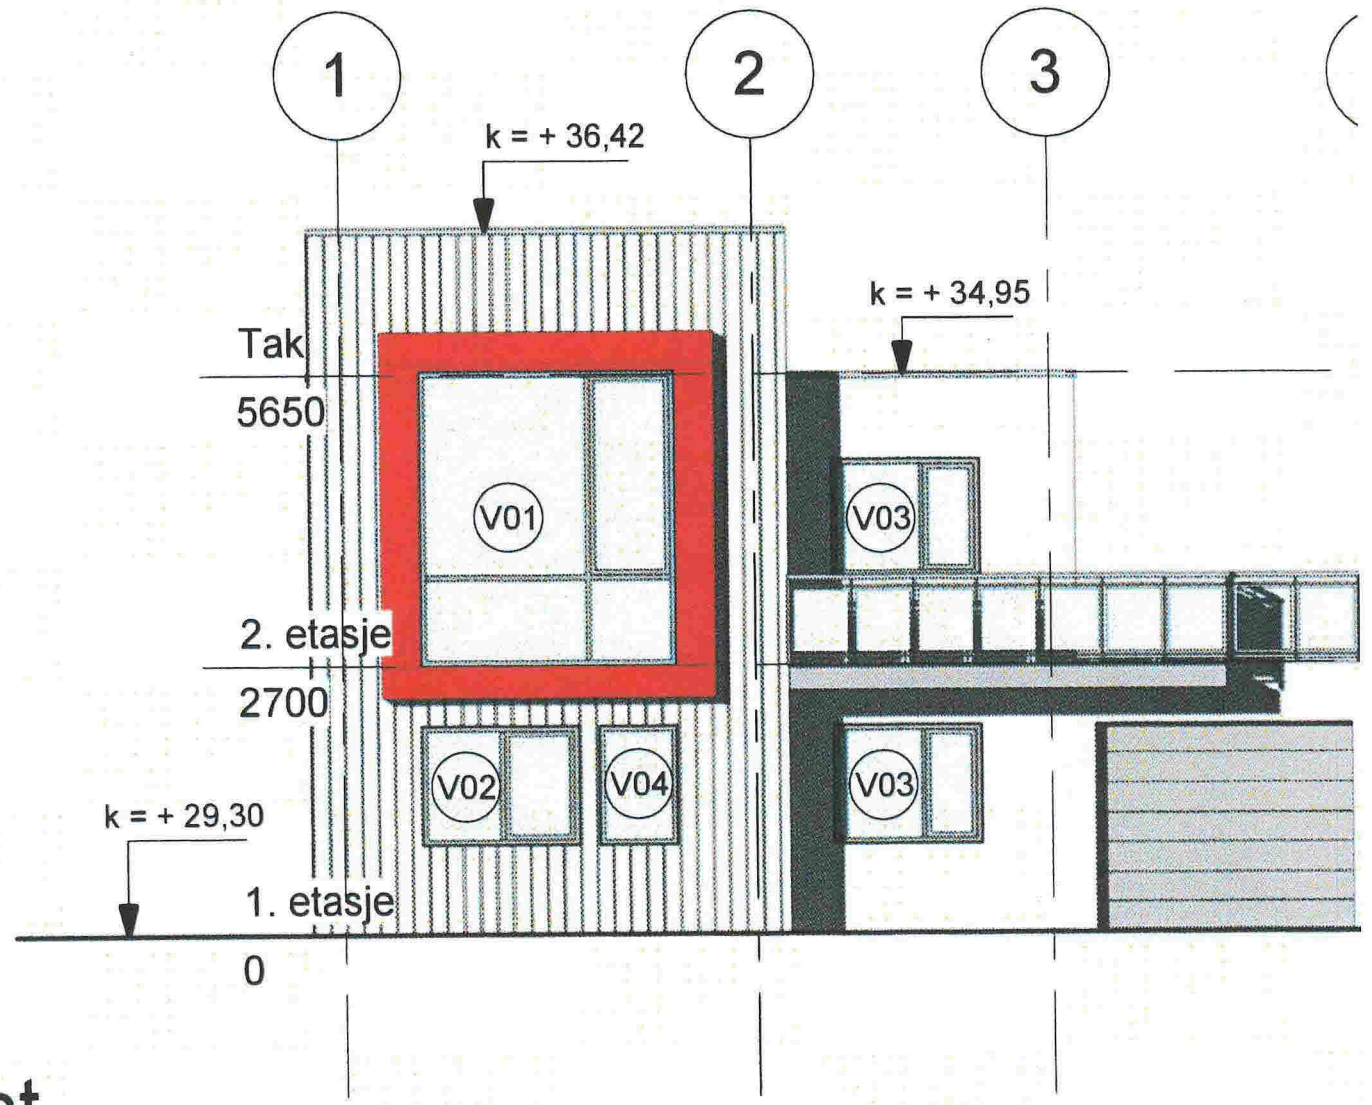 1
2
3
k = + 36,42
k = + 34,95
Tak
5650
V01
V03
2. etasje
2700
V02
V04
V03
k = + 29,30
1. etasje
0